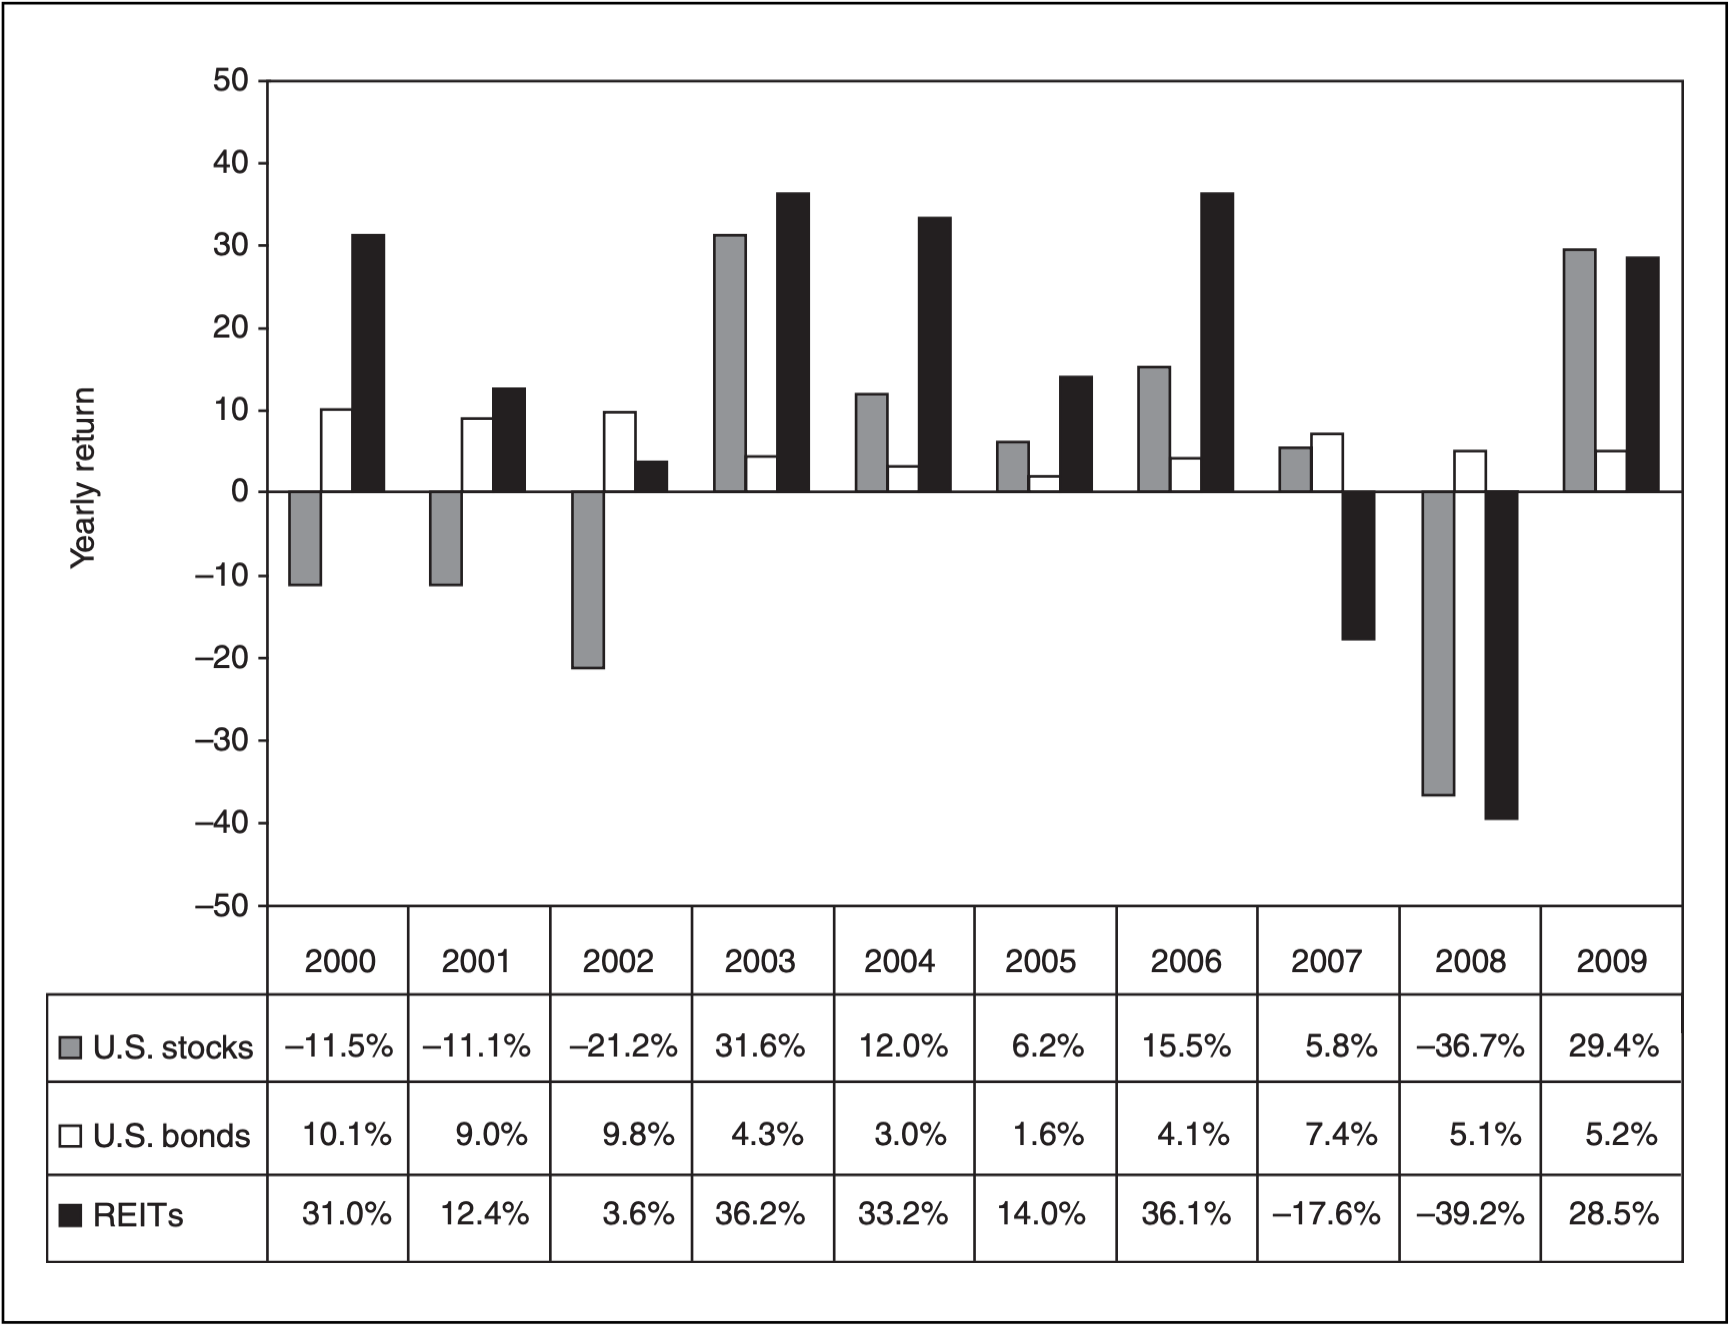 50
40
30
20
10
0
–10
–20
–30
–40
–50
Yearly return
2000 2001 2002 2003 2004 2005 2006 2007 2008 2009
U.S. stocks –11.5% –11.1% –21.2% 31.6% 12.0% 6.2% 15.5% 5.8% –36.7% 29.4%
U.S. bonds 10.1% 9.0% 9.8% 4.3% 3.0% 1.6% 4.1% 7.4% 5.1% 5.2%
REITs 31.0% 12.4% 3.6% 36.2% 33.2% 14.0% 36.1% –17.6% –39.2% 28.5%